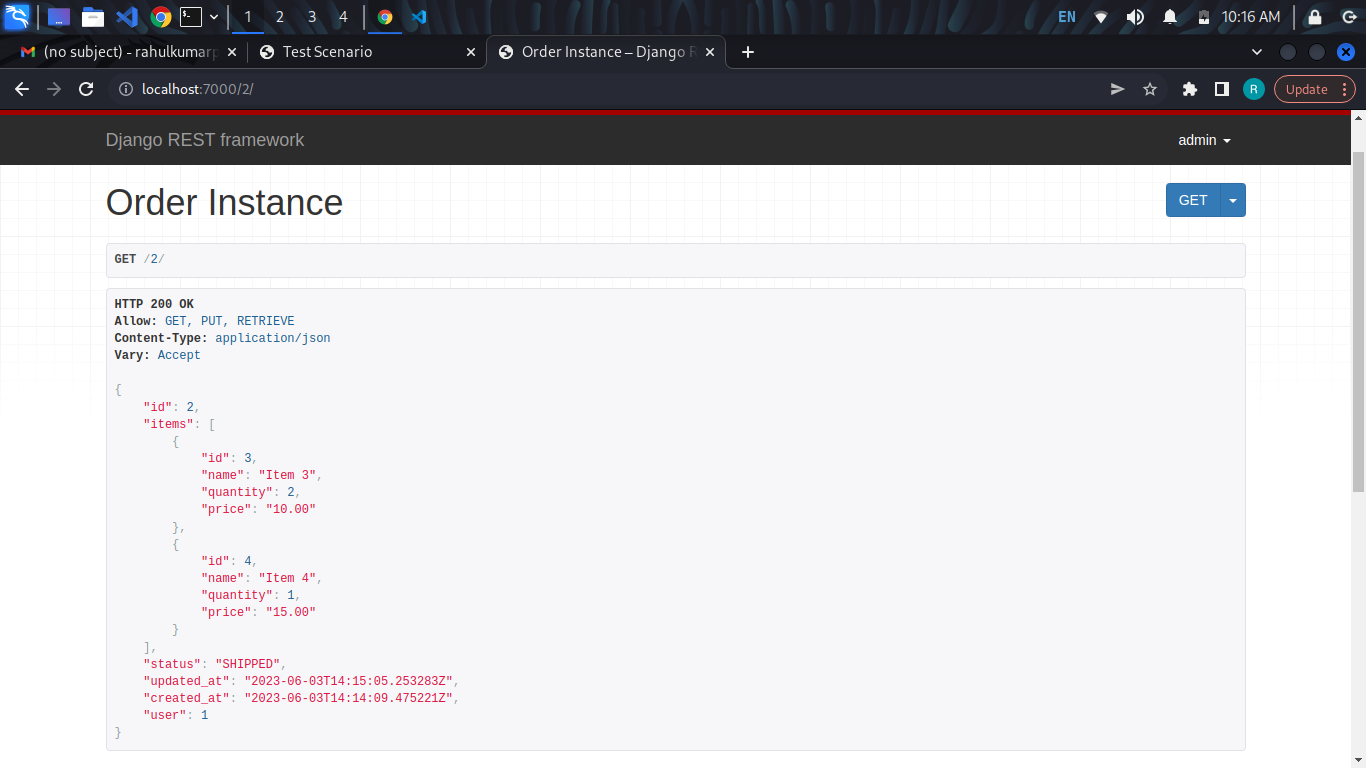 1 2 3 4 EN 10:16 AM
(no subject) - rahulkumarp Test Scenario Order Instance – Django R
localhost:7000/2/ R Update
Django REST framework admin
Order Instance GET
GET /2/
HTTP 200 OK
Allow: GET, PUT, RETRIEVE
Content-Type: application/json
Vary: Accept
{
    "id": 2,
    "items": [
        {
            "id": 3,
            "name": "Item 3",
            "quantity": 2,
            "price": "10.00"
        },
        {
            "id": 4,
            "name": "Item 4",
            "quantity": 1,
            "price": "15.00"
        }
    ],
    "status": "SHIPPED",
    "updated_at": "2023-06-03T14:15:05.253283Z",
    "created_at": "2023-06-03T14:14:09.475221Z",
    "user": 1
}